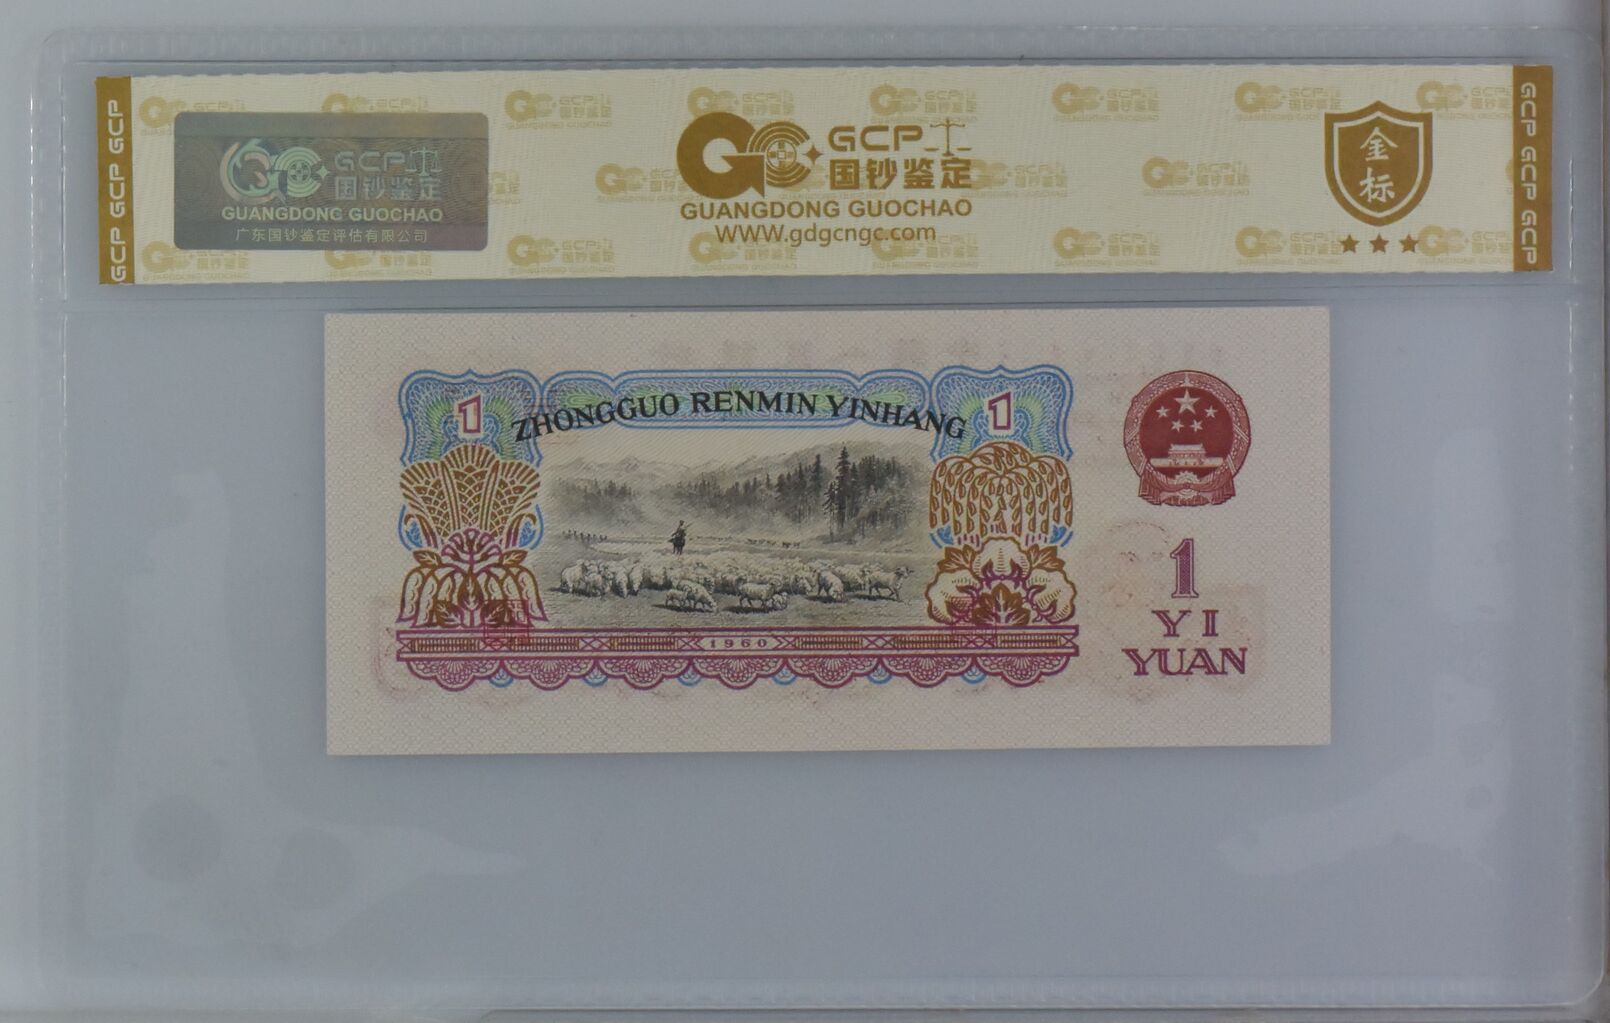 GCP GCP GCP
GCP
国钞鉴定
GUANGDONG GUOCHAO
广东国钞鉴定评估有限公司
GCP
国钞鉴定
GUANGDONG GUOCHAO
www.gdgcngc.com
金标
GCP GCP GCP
ZHONGGUO RENMIN YINHANG
1
1
1960
1
YI
YUAN